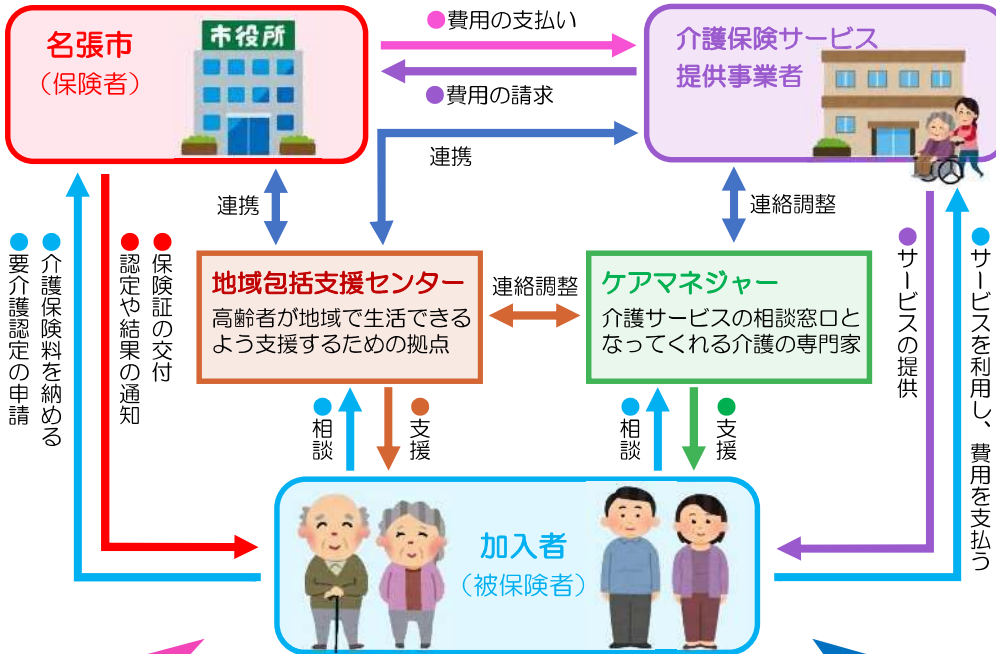 名張市
（保険者）
市役所
●費用の支払い
●費用の請求
介護保険サービス
提供事業者
連携
連携
連絡調整
●要介護認定の申請
●介護保険料を納める
●認定や結果の通知
●保険証の交付
地域包括支援センター
高齢者が地域で生活できる
よう支援するための拠点
連絡調整
ケアマネジャー
介護サービスの相談窓口と
なってくれる介護の専門家
●サービスの提供
●サービスを利用し、費用を支払う
●相談
●支援
●相談
●支援
加入者
（被保険者）